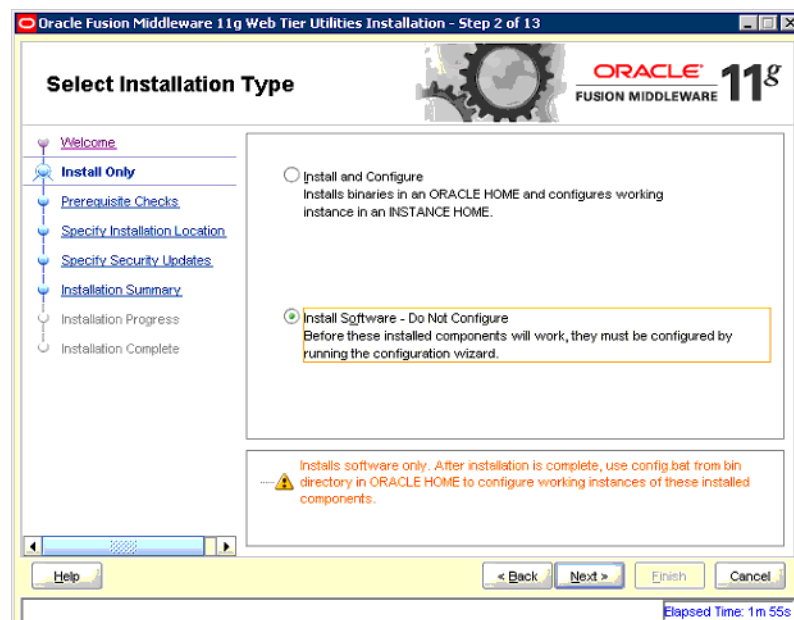 Oracle Fusion Middleware 11g Web Tier Utilities Installation - Step 2 of 13
Select Installation Type
ORACLE
FUSION MIDDLEWARE 11g
Welcome
Install Only
Prerequisite Checks
Specify Installation Location
Specify Security Updates
Installation Summary
Installation Progress
Installation Complete
Install and Configure
Installs binaries in an ORACLE HOME and configures working
instance in an INSTANCE HOME.
Install Software - Do Not Configure
Before these installed components will work, they must be configured by
running the configuration wizard.
Installs software only. After installation is complete, use config.bat from bin
directory in ORACLE HOME to configure working instances of these installed
components.
Help
< Back
Next >
Finish
Cancel
Elapsed Time: 1m 55s